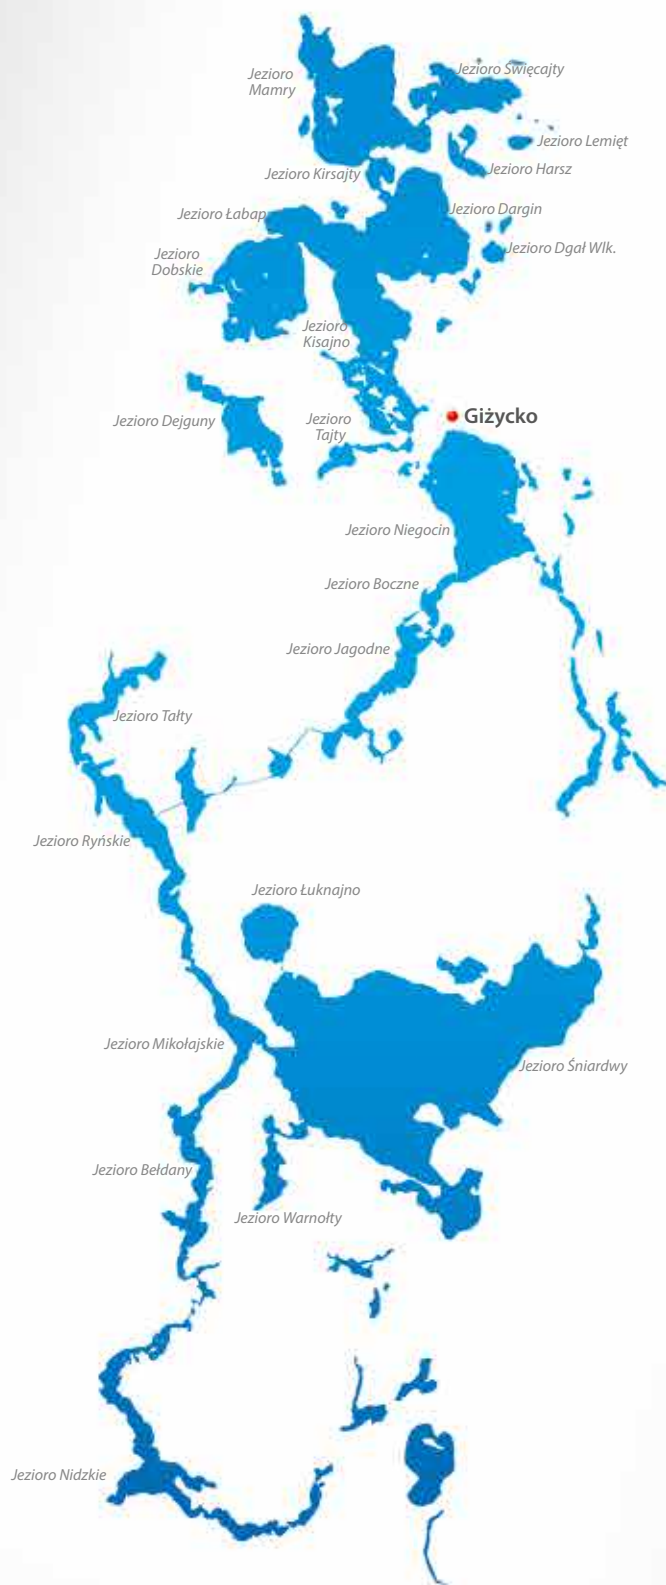 Jezioro
Mamry
Jezioro Święcajty
Jezioro Lemięt
Jezioro Harsz
Jezioro Kirsajty
Jezioro Dargin
Jezioro Łabap
Jezioro Dgał Wlk.
Jezioro
Dobskie
Jezioro
Kisajno
Jezioro Dejguny
Jezioro
Tajty
Giżycko
Jezioro Niegocin
Jezioro Boczne
Jezioro Jagodne
Jezioro Tałty
Jezioro Ryńskie
Jezioro Łuknajno
Jezioro Mikołajskie
Jezioro Śniardwy
Jezioro Bełdany
Jezioro Warnołty
Jezioro Nidzkie